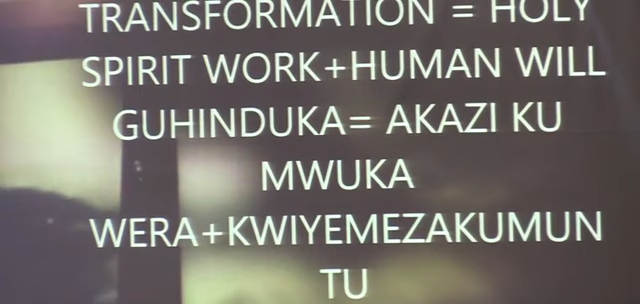 TRANSFORMATION = HOLY
SPIRIT WORK+HUMAN WILL
GUHINDUKA= AKAZI KU
MWUKA
WERA+KWIYEMEZAKUMUN
TU